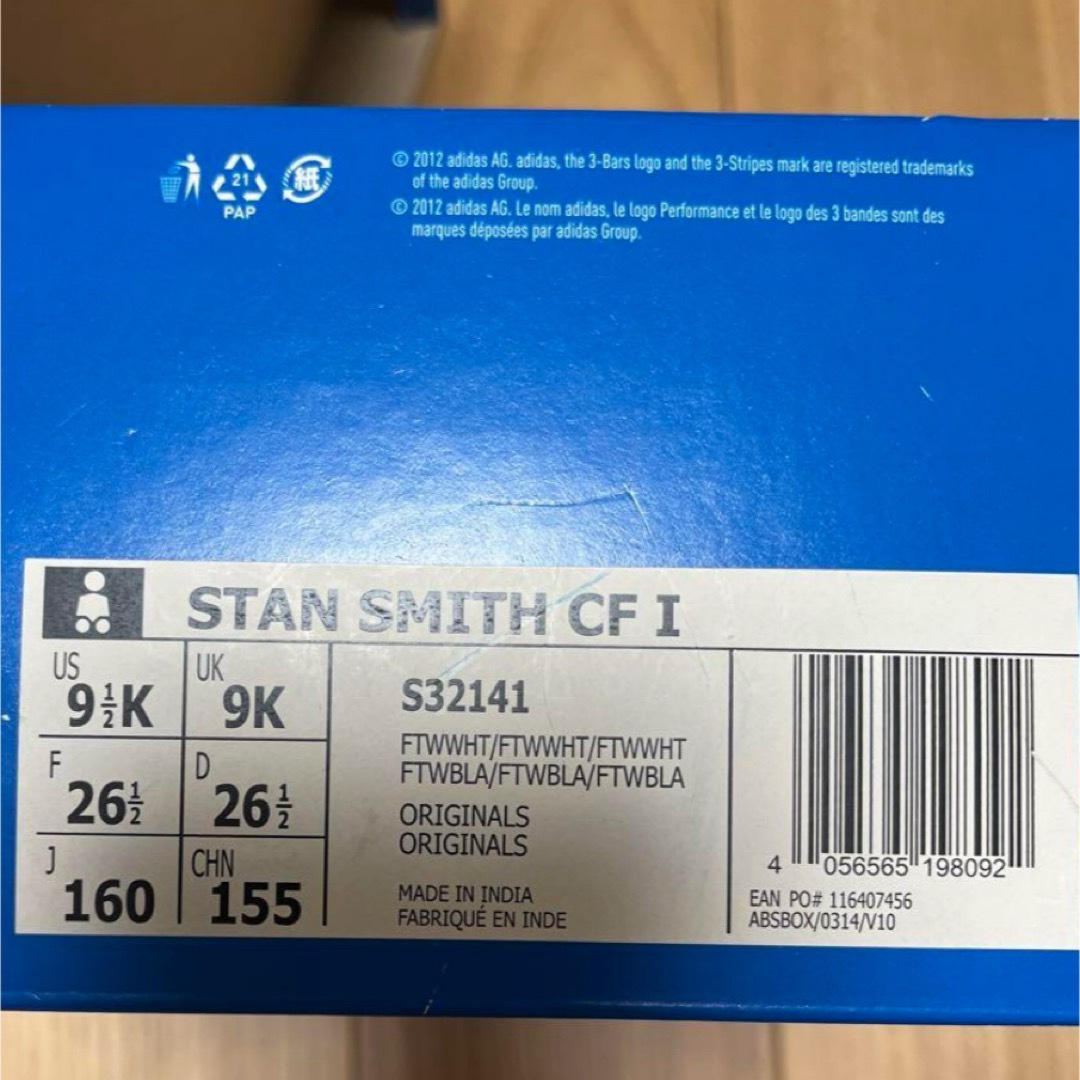 21
PAP
紙
© 2012 adidas AG. adidas, the 3-Bars logo and the 3-Stripes mark are registered trademarks
of the adidas Group.
© 2012 adidas AG. Le nom adidas, le logo Performance et le logo des 3 bandes sont des
marques déposées par adidas Group.
STAN SMITH CF I
US
9½K
UK
9K
F
26½
D
26½
J
160
CHN
155
S32141
FTWWHT/FTWWHT/FTWWHT
FTWBLA/FTWBLA/FTWBLA
ORIGINALS
ORIGINALS
MADE IN INDIA
FABRIQUÉ EN INDE
4 056565 198092
EAN PO# 116407456
ABSBOX/0314/V10